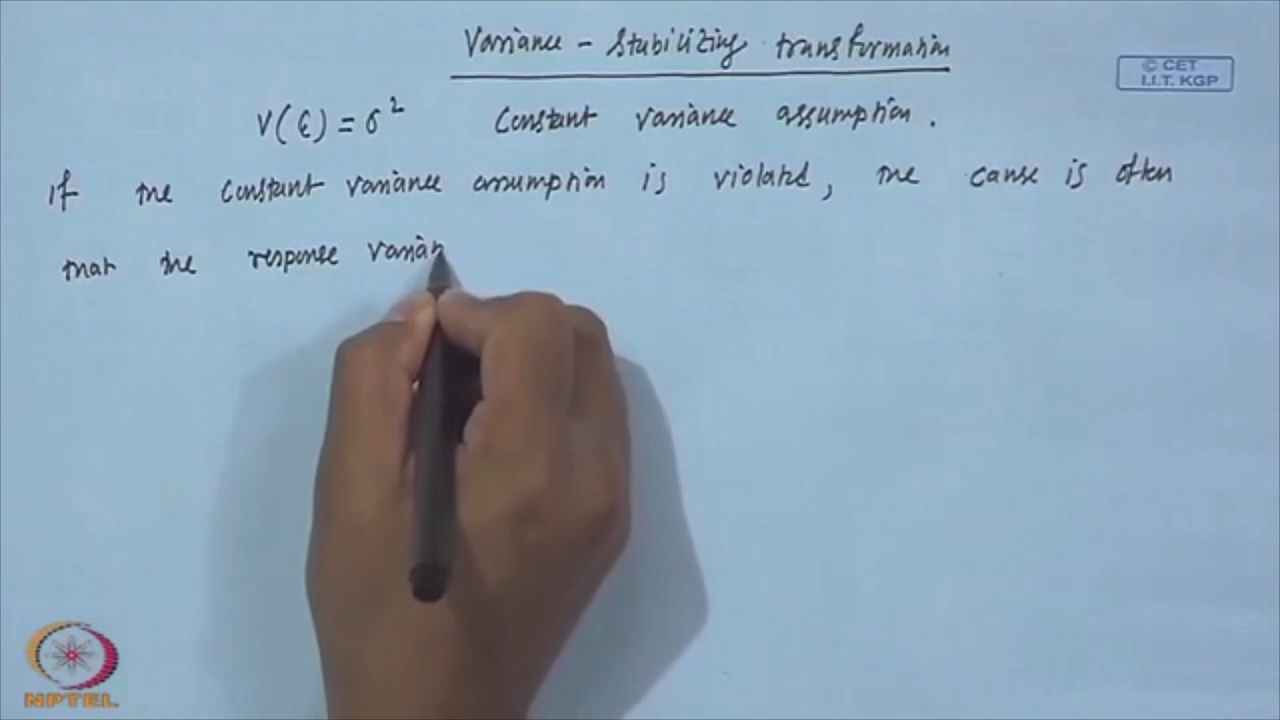 Variance - Stabilizing transformation
© CET
I.I.T. KGP
V(ε) = σ² Constant variance assumption.
If the constant variance assumption is violated, the cause is often
that the response varian
NPTEL